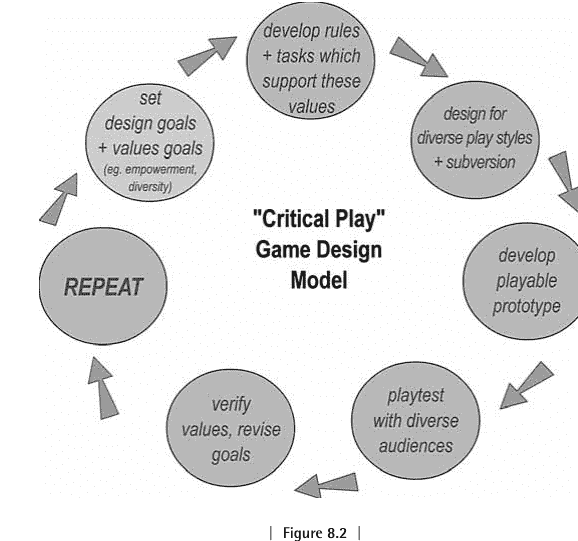 develop rules
+ tasks which
support these
values
set
design goals
+ values goals
(eg. empowerment,
diversity)
design for
diverse play styles
+ subversion
"Critical Play"
Game Design
Model
develop
playable
prototype
REPEAT
playtest
with diverse
audiences
verify
values, revise
goals
| Figure 8.2 |